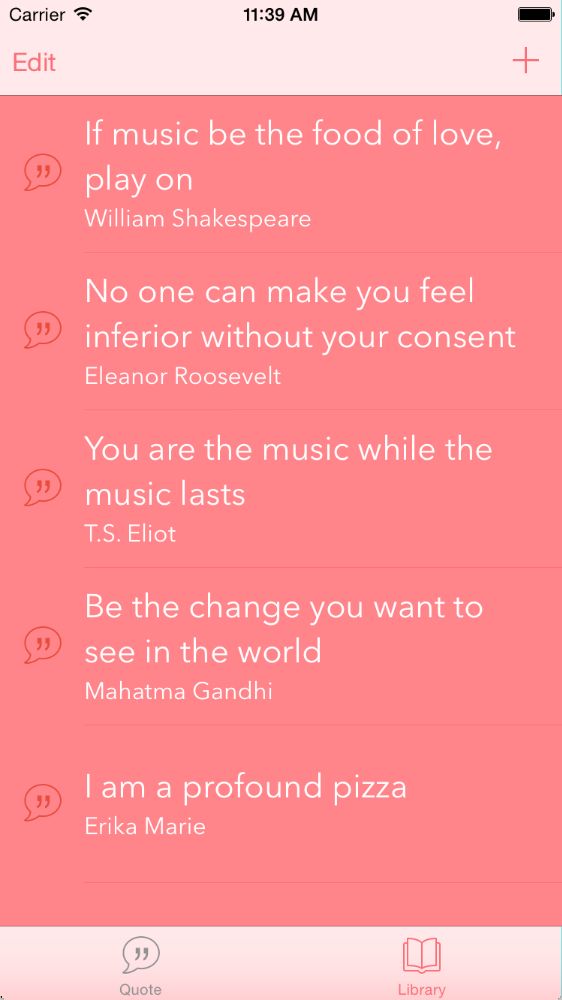 Carrier 11:39 AM
Edit +
If music be the food of love,
play on
William Shakespeare
No one can make you feel
inferior without your consent
Eleanor Roosevelt
You are the music while the
music lasts
T.S. Eliot
Be the change you want to
see in the world
Mahatma Gandhi
I am a profound pizza
Erika Marie
Quote Library